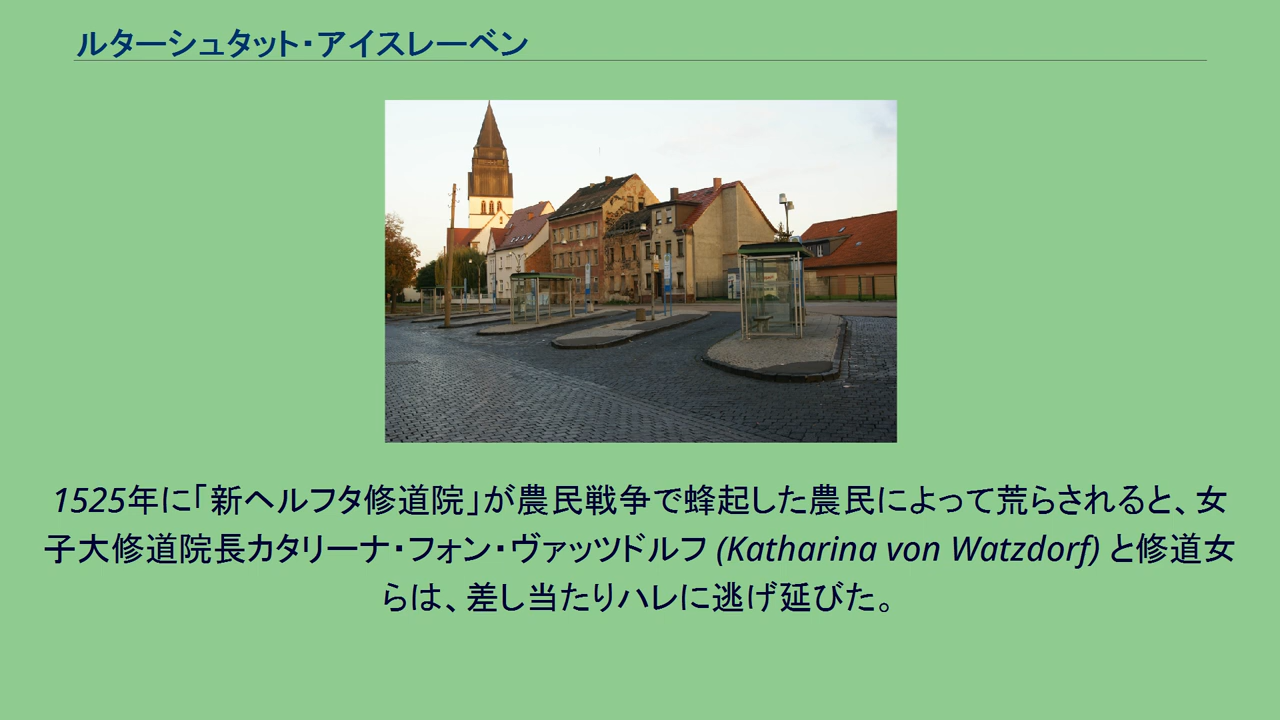 ルターシュタット・アイスレーベン
1525年に「新ヘルフタ修道院」が農民戦争で蜂起した農民によって荒らされると、女
子大修道院長カタリーナ・フォン・ヴァッツドルフ (Katharina von Watzdorf) と修道女
らは、差し当たりハレに逃げ延びた。